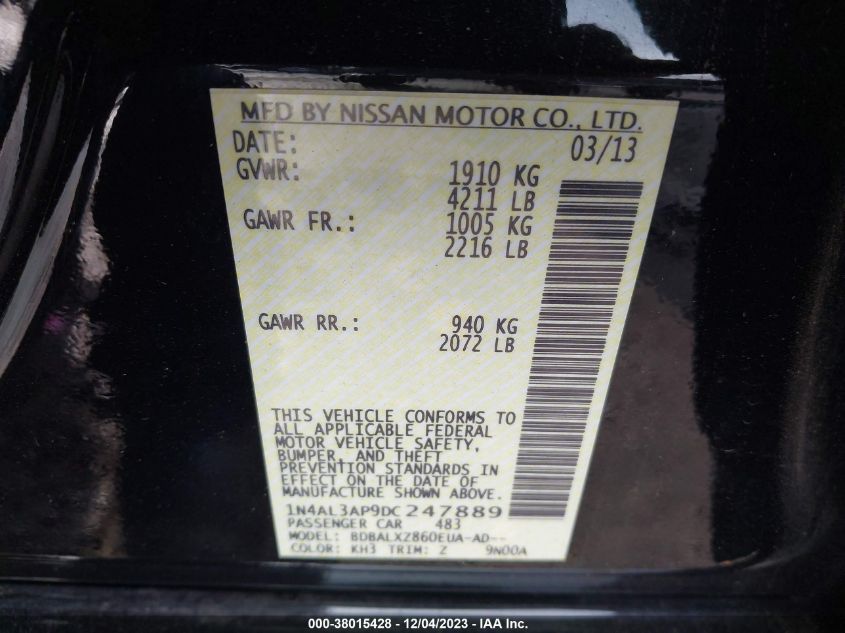 MFD BY NISSAN MOTOR CO., LTD.
DATE: 03/13
GVWR: 1910 KG
4211 LB
GAWR FR.: 1005 KG
2216 LB
GAWR RR.: 940 KG
2072 LB
THIS VEHICLE CONFORMS TO
ALL APPLICABLE FEDERAL
MOTOR VEHICLE SAFETY,
BUMPER, AND THEFT
PREVENTION STANDARDS IN
EFFECT ON THE DATE OF
MANUFACTURE SHOWN ABOVE.
1N4AL3AP9DC247889
PASSENGER CAR 483
MODEL: BDBALXZ860EUA-AD--
COLOR: KH3 TRIM: Z 9N00A
000-38015428 - 12/04/2023 - IAA Inc.